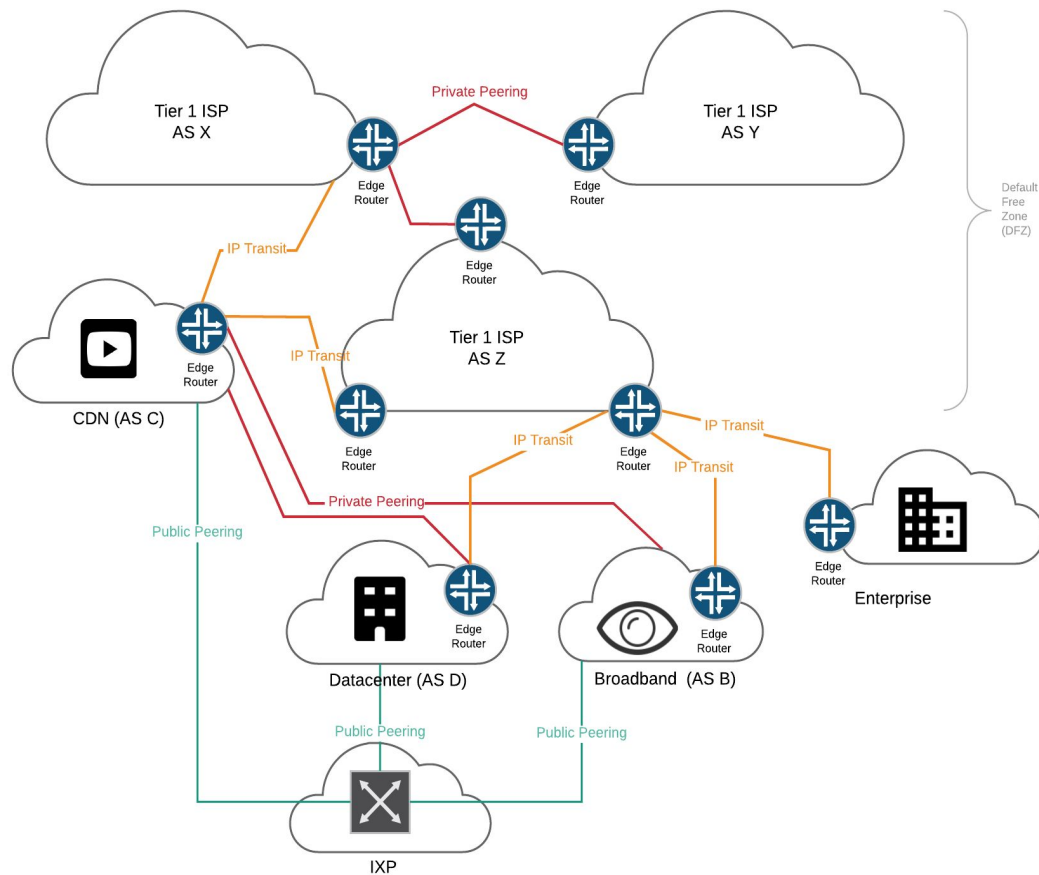 Tier 1 ISP
AS X
Private Peering
Tier 1 ISP
AS Y
Edge
Router
Edge
Router
Default
Free
Zone
(DFZ)
IP Transit
Edge
Router
Tier 1 ISP
AS Z
IP Transit
Edge
Router
CDN (AS C)
Edge
Router
IP Transit
Edge
Router
IP Transit
IP Transit
Private Peering
Public Peering
Edge
Router
Enterprise
Edge
Router
Datacenter (AS D)
Edge
Router
Broadband (AS B)
Public Peering
Public Peering
IXP